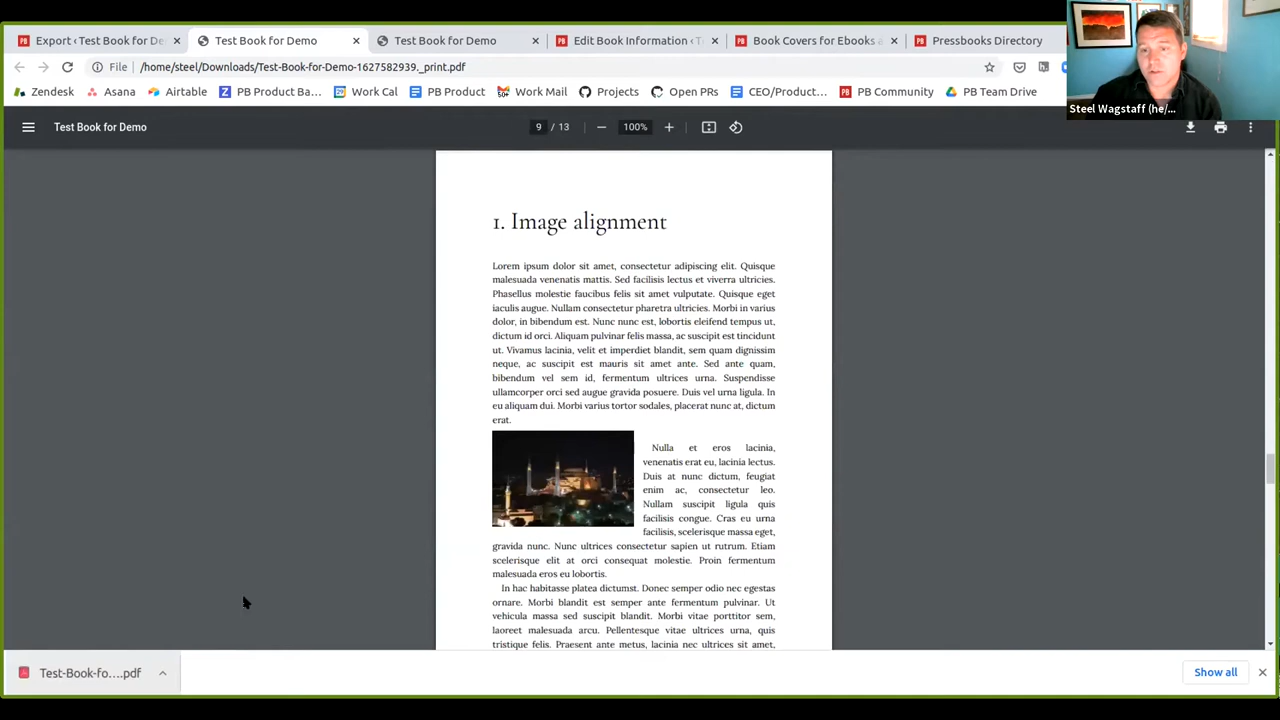 Export ‹ Test Book for De
Test Book for Demo
Test Book for Demo
Edit Book Information ‹ T
Book Covers for Ebooks a
Pressbooks Directory
File
/home/steel/Downloads/Test-Book-for-Demo-1627582939._print.pdf
Zendesk
Asana
Airtable
PB Product Ba...
Work Cal
PB Product
Work Mail
Projects
Open PRs
CEO/Product...
PB Community
PB Team Drive
Steel Wagstaff (he/...
Test Book for Demo
9 / 13
100%
1. Image alignment
Lorem ipsum dolor sit amet, consectetur adipiscing elit. Quisque
malesuada venenatis mattis. Sed facilisis lectus et viverra ultricies.
Phasellus molestie faucibus felis sit amet vulputate. Quisque eget
iaculis augue. Nullam consectetur pharetra ultricies. Morbi in varius
dolor, in bibendum est. Nunc nunc est, lobortis eleifend tempus ut,
dictum id orci. Aliquam pulvinar felis massa, ac suscipit est tincidunt
ut. Vivamus lacinia, velit et imperdiet blandit, sem quam dignissim
neque, ac suscipit est mauris sit amet ante. Sed ante quam,
bibendum vel sem id, fermentum ultrices urna. Suspendisse
ullamcorper orci sed augue gravida posuere. Duis vel urna ligula. In
eu aliquam dui. Morbi varius tortor sodales, placerat nunc at, dictum
erat.
Nulla et eros lacinia,
venenatis erat eu, lacinia lectus.
Duis at nunc dictum, feugiat
enim ac, consectetur leo.
Nullam suscipit ligula quis
facilisis congue. Cras eu urna
facilisis, scelerisque massa eget,
gravida nunc. Nunc ultrices consectetur sapien ut rutrum. Etiam
scelerisque elit at orci consequat molestie. Proin fermentum
malesuada eros eu lobortis.
In hac habitasse platea dictumst. Donec semper odio nec egestas
ornare. Morbi blandit est semper ante fermentum pulvinar. Ut
vehicula massa sed suscipit blandit. Morbi vitae porttitor sem,
laoreet malesuada arcu. Pellentesque vitae ultrices urna, quis
tristique felis. Praesent ante metus, lacinia nec ultrices sit amet,
Test-Book-fo....pdf
Show all